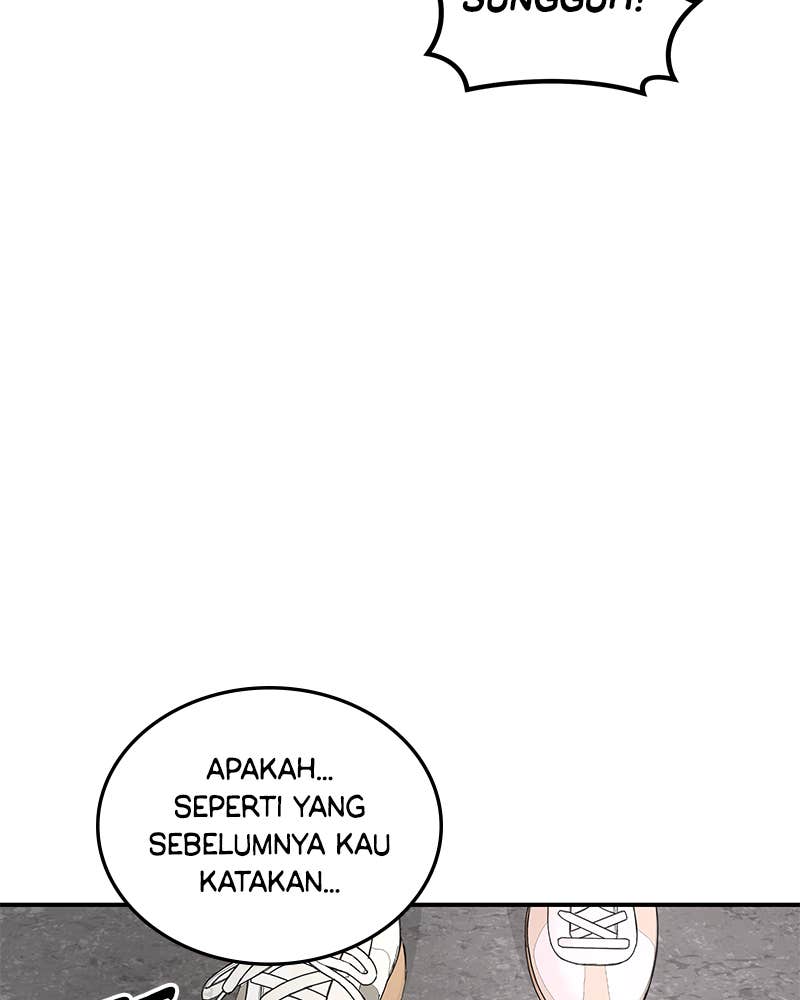 SUNGGUH!
APAKAH...
SEPERTI YANG
SEBELUMNYA KAU
KATAKAN...